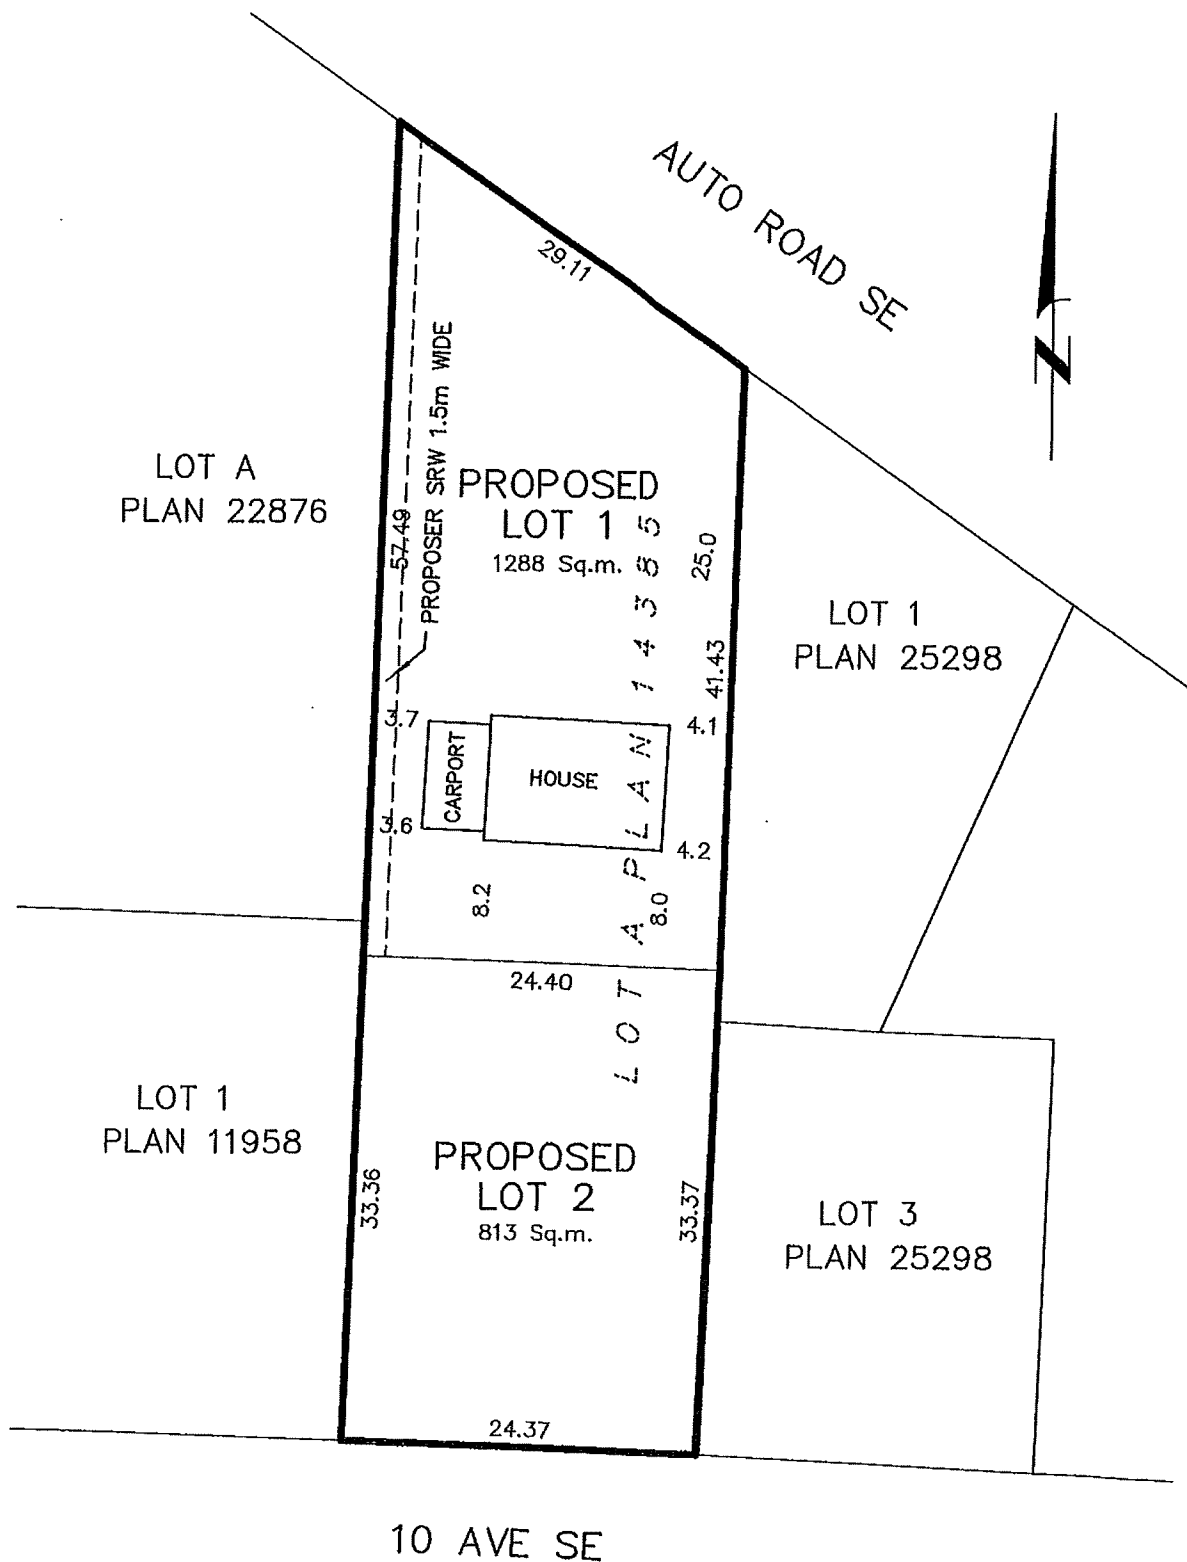 AUTO ROAD SE
29.11
N
PROPOSER SRW 1.5m WIDE
LOT A
PLAN 22876
57.49
PROPOSED
LOT 1
1288 Sq.m.
25.0
LOT 1
PLAN 25298
41.43
LOT A PLAN 14385
3.7
4.1
CARPORT
HOUSE
3.6
4.2
8.2
8.0
24.40
LOT 1
PLAN 11958
PROPOSED
LOT 2
813 Sq.m.
33.36
33.37
LOT 3
PLAN 25298
24.37
10 AVE SE